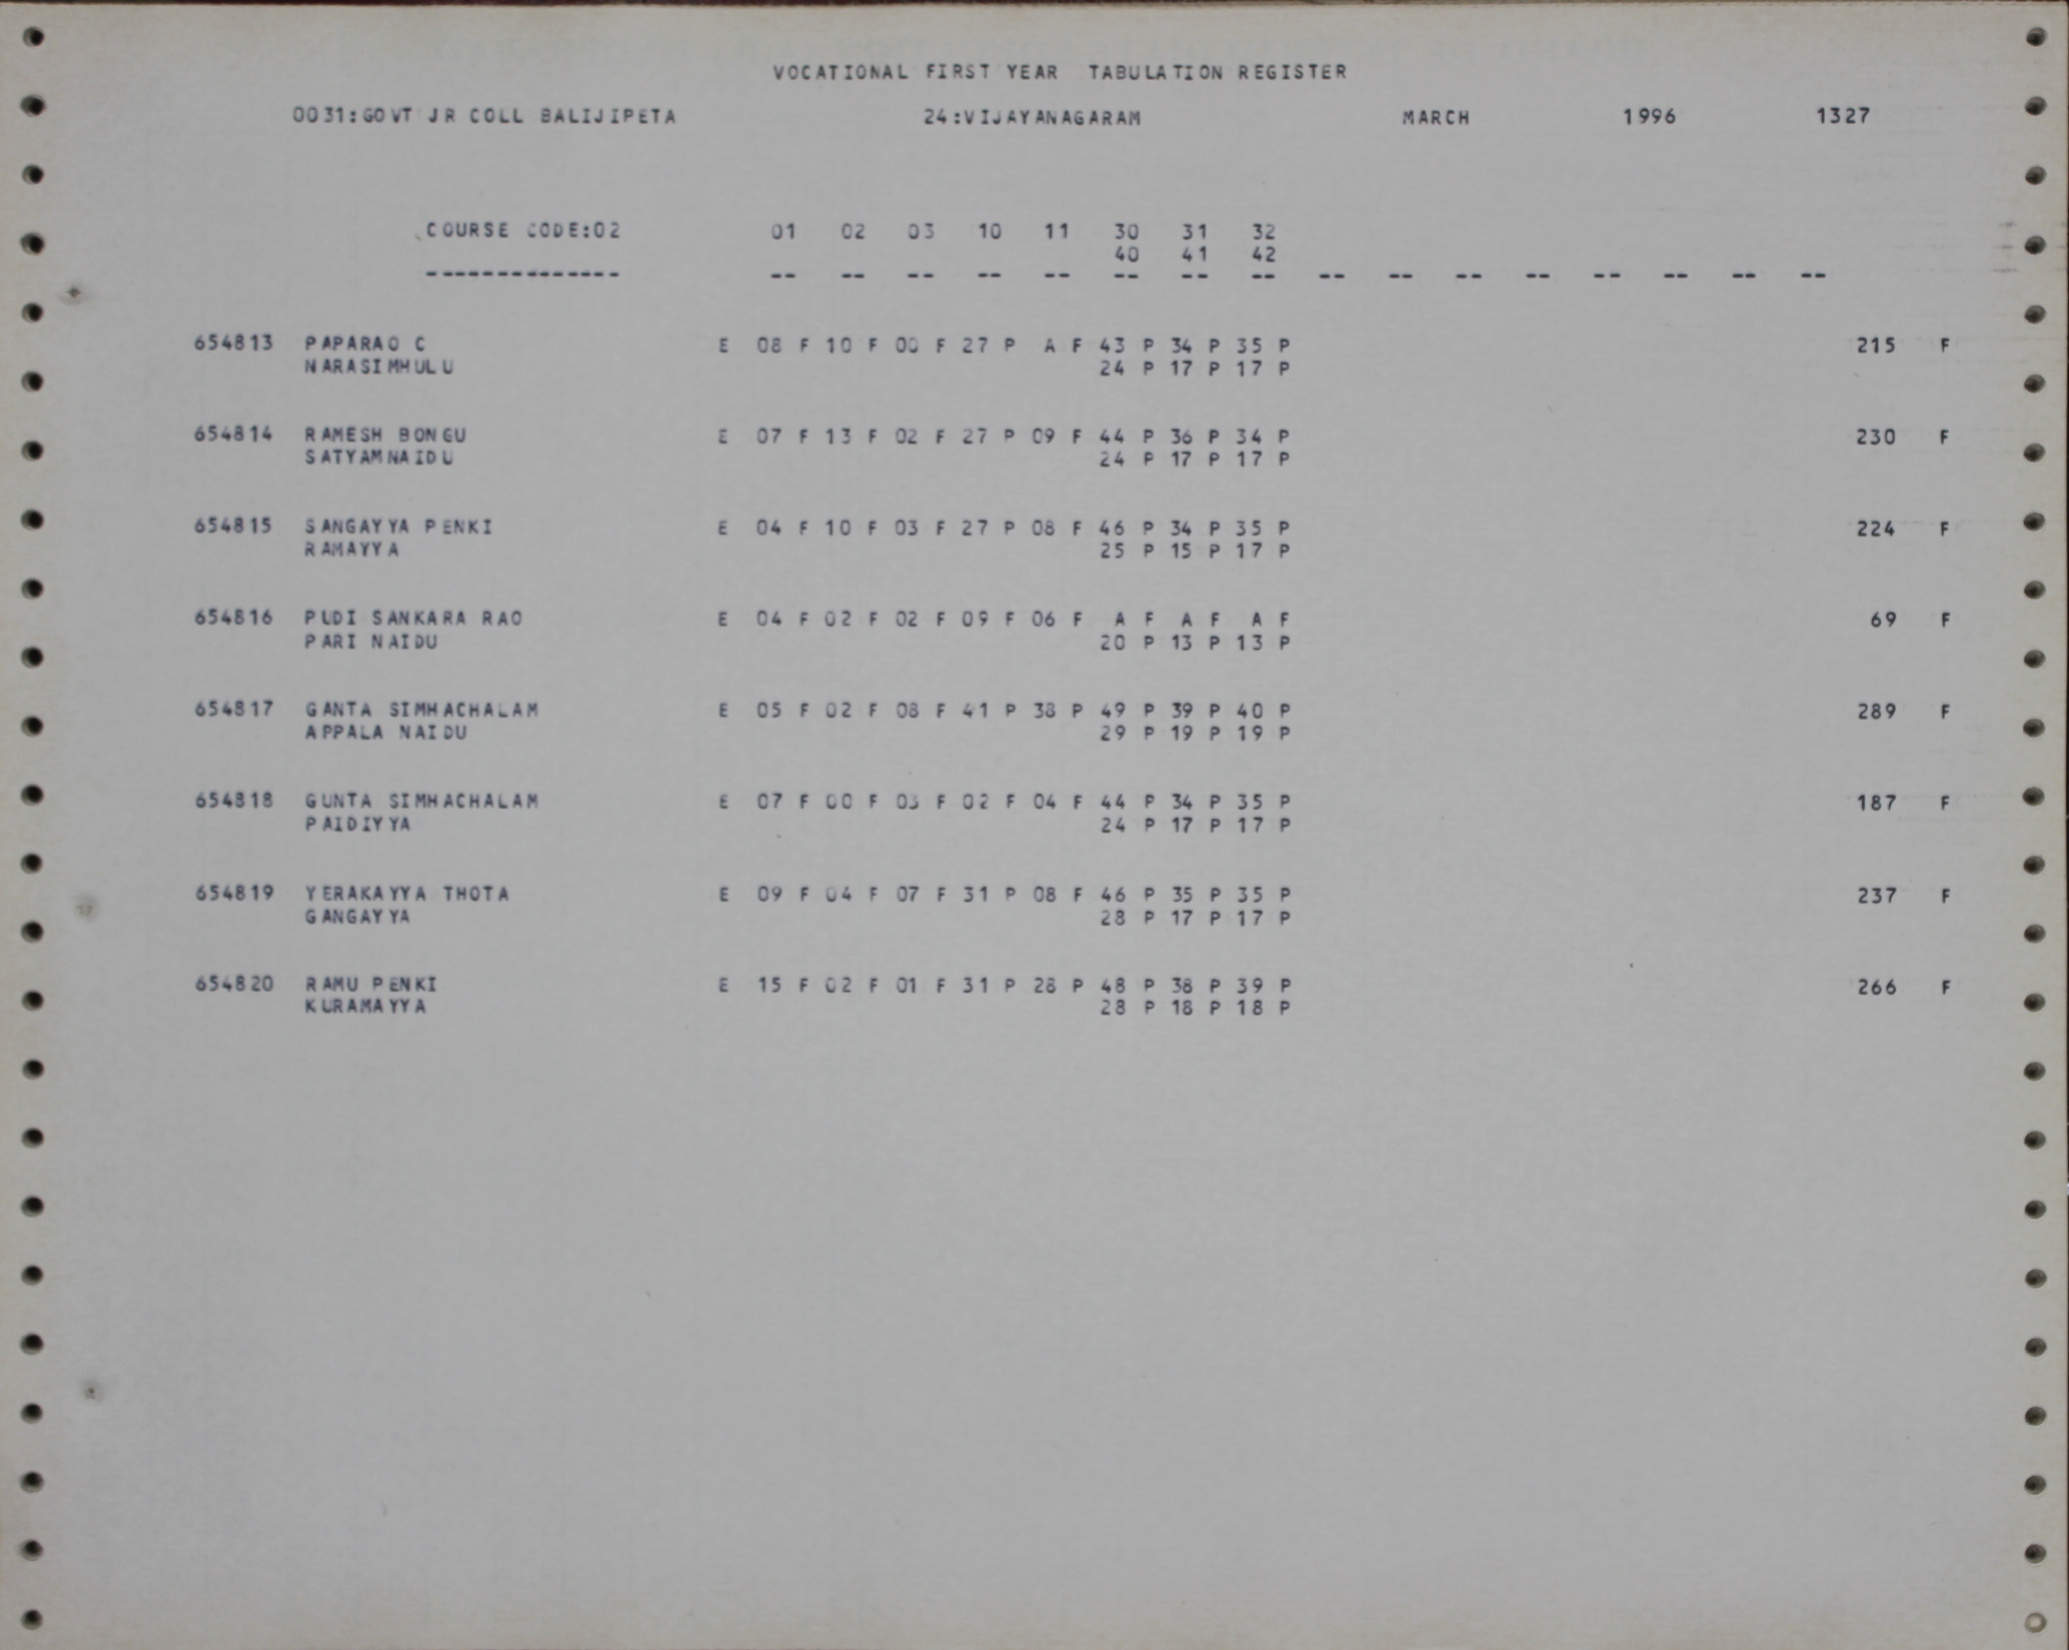 VOCATIONAL FIRST YEAR TABULATION REGISTER
0031:GOVT JR COLL BALIJIPETA 24:VIJAYANAGARAM MARCH 1996 1327
COURSE CODE:02 01 02 03 10 11 30 31 32
40 41 42
-------------- -- -- -- -- -- -- -- -- -- -- -- -- -- -- -- --
654813 PAPARAO C E 08 F 10 F 00 F 27 P A F 43 P 34 P 35 P 215 F
NARASIMHULU 24 P 17 P 17 P
654814 RAMESH BONGU E 07 F 13 F 02 F 27 P 09 F 44 P 36 P 34 P 230 F
SATYAMNAIDU 24 P 17 P 17 P
654815 SANGAYYA PENKI E 04 F 10 F 03 F 27 P 08 F 46 P 34 P 35 P 224 F
RAMAYYA 25 P 15 P 17 P
654816 PUDI SANKARA RAO E 04 F 02 F 02 F 09 F 06 F A F A F A F 69 F
PARI NAIDU 20 P 13 P 13 P
654817 GANTA SIMHACHALAM E 05 F 02 F 08 F 41 P 38 P 49 P 39 P 40 P 289 F
APPALA NAIDU 29 P 19 P 19 P
654818 GUNTA SIMHACHALAM E 07 F 00 F 03 F 02 F 04 F 44 P 34 P 35 P 187 F
PAIDIYYA 24 P 17 P 17 P
654819 YERAKAYYA THOTA E 09 F 04 F 07 F 31 P 08 F 46 P 35 P 35 P 237 F
GANGAYYA 28 P 17 P 17 P
654820 RAMU PENKI E 15 F 02 F 01 F 31 P 28 P 48 P 38 P 39 P 266 F
KURAMAYYA 28 P 18 P 18 P